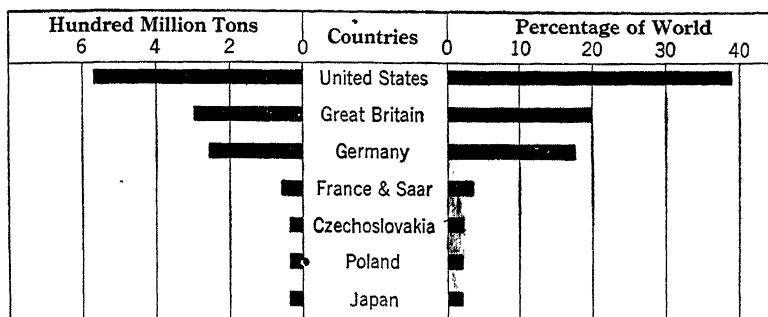 Hundred Million Tons Countries Percentage of World
6 4 2 0 0 10 20 30 40
United States
Great Britain
Germany
France & Saar
Czechoslovakia
Poland
Japan